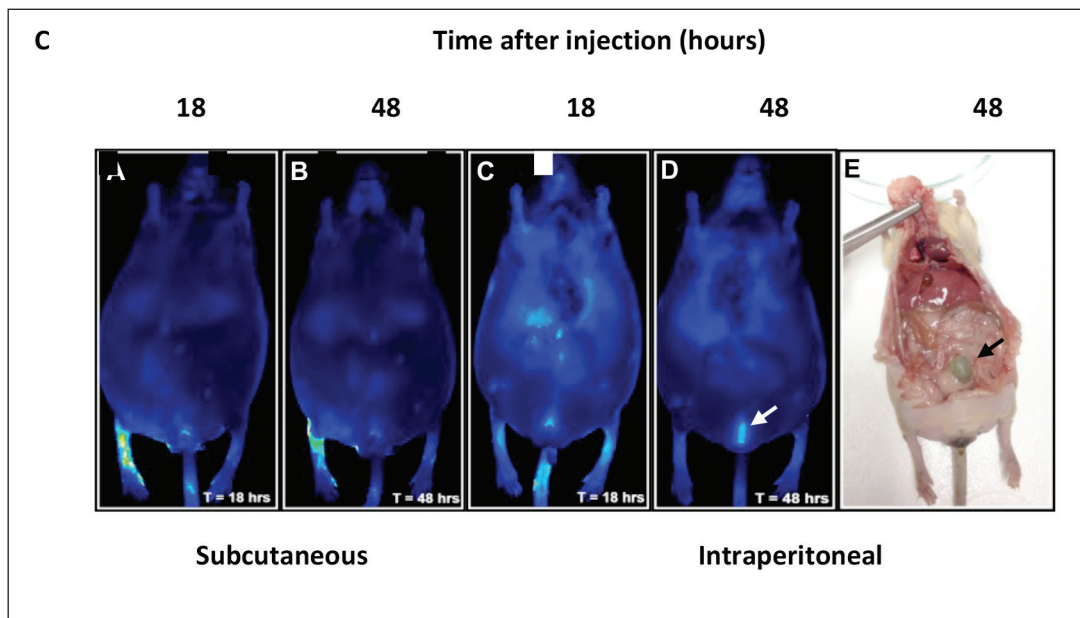 C
Time after injection (hours)
18 48 18 48 48
A B C D E
T = 18 hrs T = 48 hrs T = 18 hrs T = 48 hrs
Subcutaneous Intraperitoneal